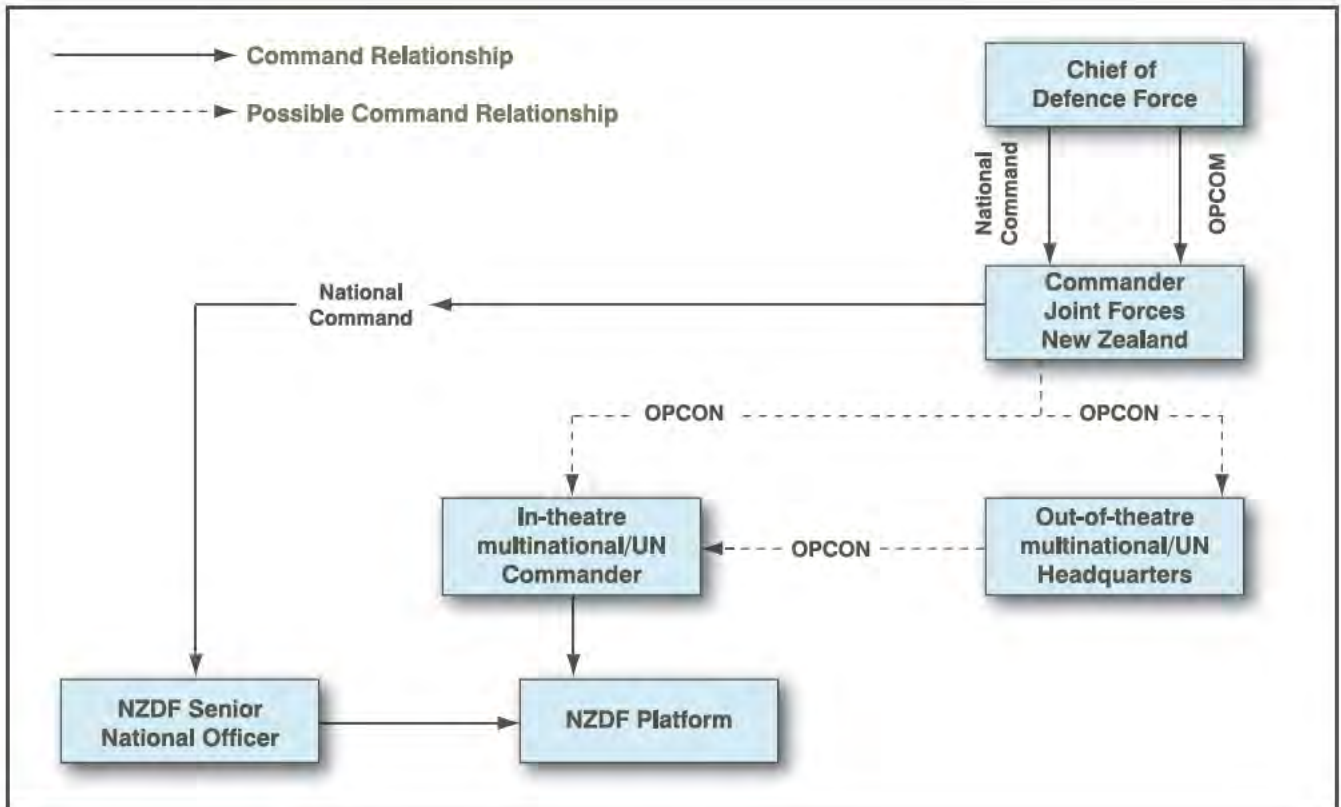 Command Relationship
Possible Command Relationship
Chief of
Defence Force
National
Command
OPCOM
Commander
Joint Forces
New Zealand
National
Command
OPCON
OPCON
In-theatre
multinational/UN
Commander
OPCON
Out-of-theatre
multinational/UN
Headquarters
NZDF Senior
National Officer
NZDF Platform